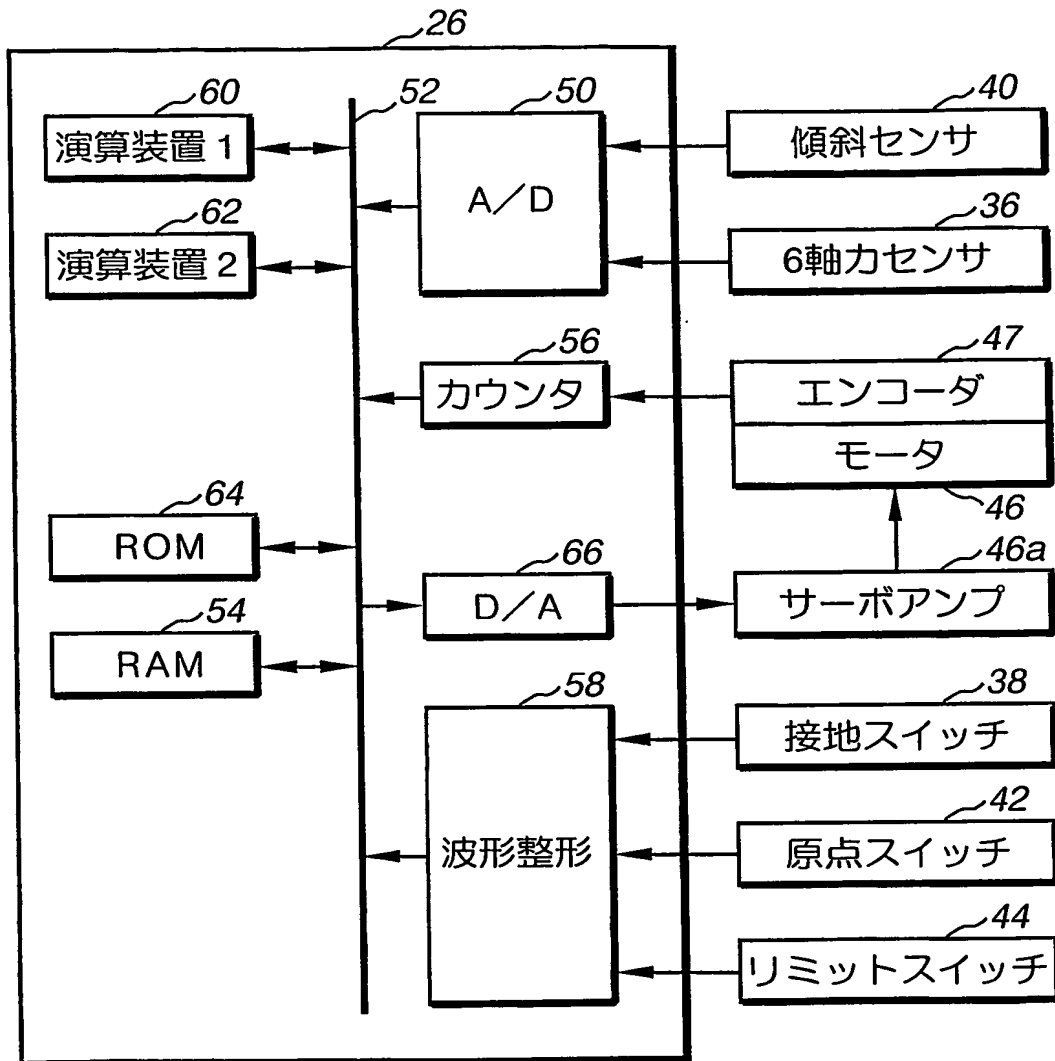 26
60
演算装置1
52
50
A/D
40
傾斜センサ
62
演算装置2
36
6軸力センサ
56
カウンタ
47
エンコーダ
モータ
46
64
ROM
66
D/A
46a
サーボアンプ
54
RAM
58
波形整形
38
接地スイッチ
42
原点スイッチ
44
リミットスイッチ